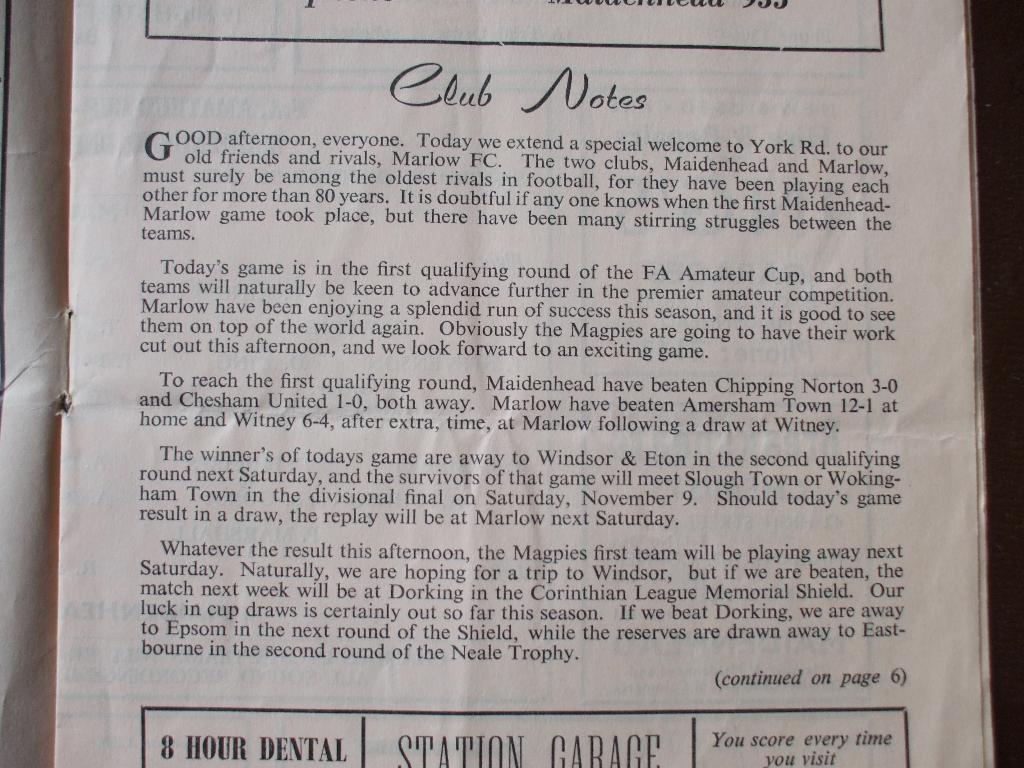 Maidenhead 933
Club Notes
GOOD afternoon, everyone. Today we extend a special welcome to York Rd. to our
old friends and rivals, Marlow FC. The two clubs, Maidenhead and Marlow,
must surely be among the oldest rivals in football, for they have been playing each
other for more than 80 years. It is doubtful if any one knows when the first Maidenhead-
Marlow game took place, but there have been many stirring struggles between the
teams.
Today's game is in the first qualifying round of the FA Amateur Cup, and both
teams will naturally be keen to advance further in the premier amateur competition.
Marlow have been enjoying a splendid run of success this season, and it is good to see
them on top of the world again. Obviously the Magpies are going to have their work
cut out this afternoon, and we look forward to an exciting game.
To reach the first qualifying round, Maidenhead have beaten Chipping Norton 3-0
and Chesham United 1-0, both away. Marlow have beaten Amersham Town 12-1 at
home and Witney 6-4, after extra, time, at Marlow following a draw at Witney.
The winner's of todays game are away to Windsor & Eton in the second qualifying
round next Saturday, and the survivors of that game will meet Slough Town or Woking-
ham Town in the divisional final on Saturday, November 9. Should today's game
result in a draw, the replay will be at Marlow next Saturday.
Whatever the result this afternoon, the Magpies first team will be playing away next
Saturday. Naturally, we are hoping for a trip to Windsor, but if we are beaten, the
match next week will be at Dorking in the Corinthian League Memorial Shield. Our
luck in cup draws is certainly out so far this season. If we beat Dorking, we are away
to Epsom in the next round of the Shield, while the reserves are drawn away to East-
bourne in the second round of the Neale Trophy.
(continued on page 6)
8 HOUR DENTAL
STATION GARAGE
You score every time
you visit